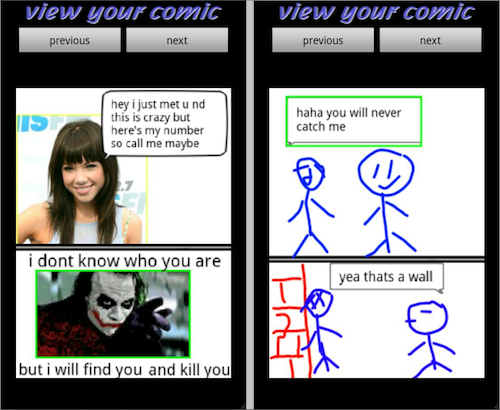 view your comic
previous
next
hey i just met u nd
this is crazy but
here's my number
so call me maybe
i dont know who you are
but i will find you and kill you
view your comic
previous
next
haha you will never
catch me
yea thats a wall